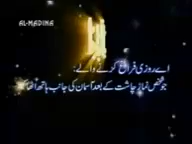 AL-MADINA
اے روزی فراخ کرنے والے:
جو شخص نماز چاشت کے بعد آسمان کی جانب ہاتھ اٹھا